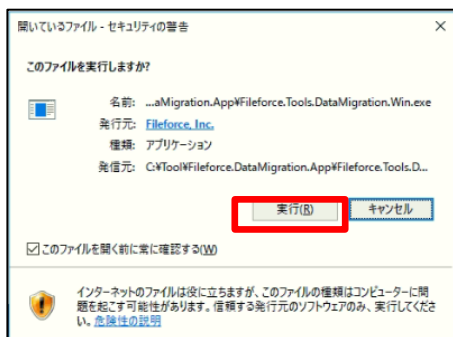 開いているファイル - セキュリティの警告
このファイルを実行しますか?
名前: ...aMigration.App¥Fileforce.Tools.DataMigration.Win.exe
発行元: Fileforce, Inc.
種類: アプリケーション
発信元: C:¥Tool¥Fileforce.DataMigration.App¥Fileforce.Tools.D...
実行(R) キャンセル
このファイルを開く前に常に確認する(W)
インターネットのファイルは役に立ちますが、このファイルの種類はコンピューターに問
題を起こす可能性があります。信頼する発行元のソフトウェアのみ、実行してくださ
い。危険性の説明